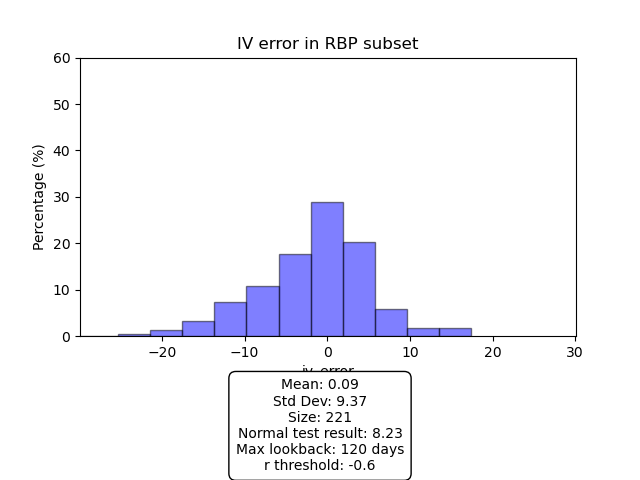 IV error in RBP subset
60
50
40
30
20
10
0
Percentage (%)
−20
−10
0
10
20
30
iv_error
Mean: 0.09
Std Dev: 9.37
Size: 221
Normal test result: 8.23
Max lookback: 120 days
r threshold: -0.6